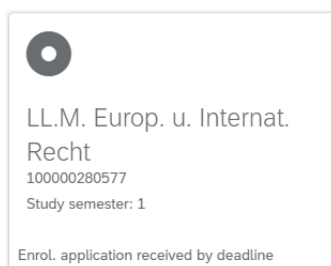 LL.M. Europ. u. Internat.
Recht
100000280577
Study semester: 1
Enrol. application received by deadline